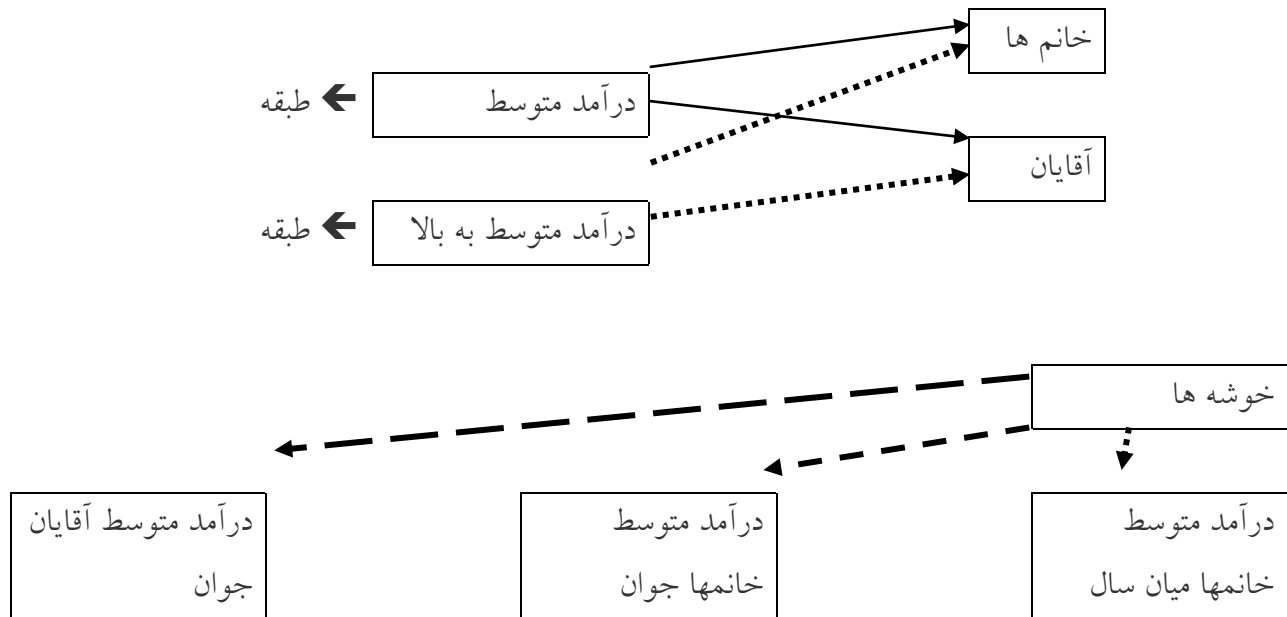 خانم ها
درآمد متوسط 🡸 طبقه
آقایان
درآمد متوسط به بالا 🡸 طبقه
خوشه ها
درآمد متوسط
خانمها میان سال
درآمد متوسط
خانمها جوان
درآمد متوسط آقایان
جوان